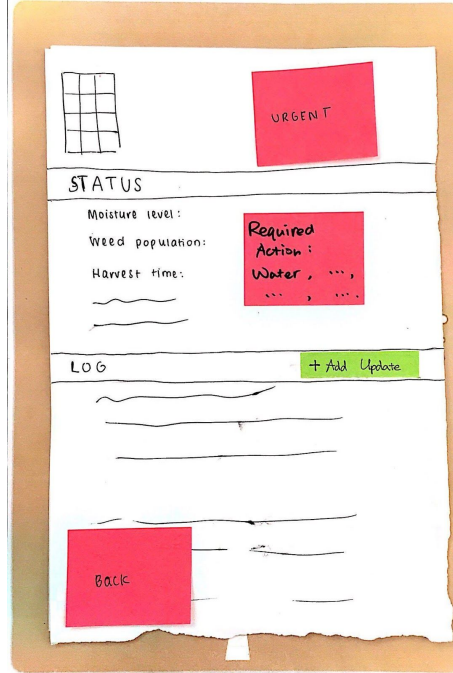 URGENT
STATUS
Moisture level:
Weed population:
Harvest time:
Required
Action:
Water, ...,
... , ....
LOG
+ Add Update
Back